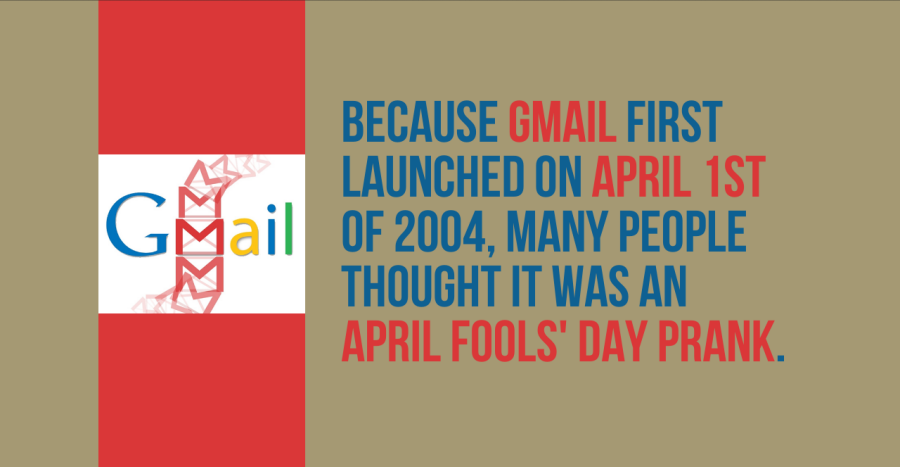 Gmail
BECAUSE GMAIL FIRST
LAUNCHED ON APRIL 1ST
OF 2004, MANY PEOPLE
THOUGHT IT WAS AN
APRIL FOOLS' DAY PRANK.